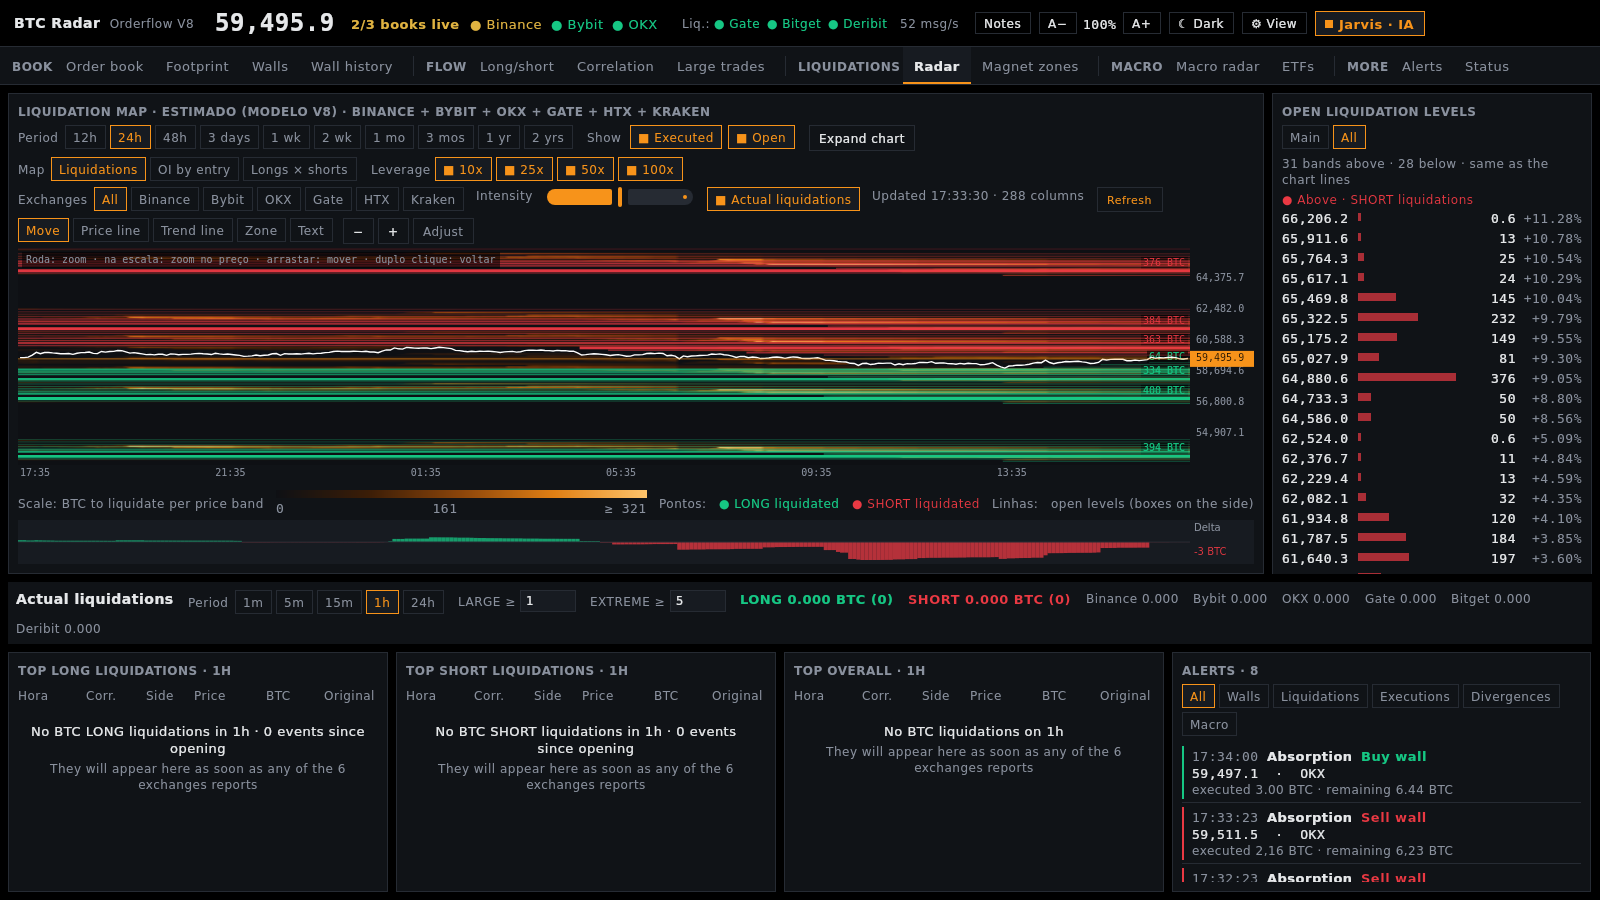 BTC Radar Orderflow V8 59,495.9 2/3 books live ● Binance ● Bybit ● OKX Liq.: ● Gate ● Bitget ● Deribit 52 msg/s Notes A− 100% A+ ☾ Dark ⚙ View ■ Jarvis · IA
BOOK Order book Footprint Walls Wall history FLOW Long/short Correlation Large trades LIQUIDATIONS Radar Magnet zones MACRO Macro radar ETFs MORE Alerts Status
LIQUIDATION MAP · ESTIMADO (MODELO V8) · BINANCE + BYBIT + OKX + GATE + HTX + KRAKEN
Period 12h 24h 48h 3 days 1 wk 2 wk 1 mo 3 mos 1 yr 2 yrs Show ■ Executed ■ Open Expand chart
Map Liquidations OI by entry Longs × shorts Leverage ■ 10x ■ 25x ■ 50x ■ 100x
Exchanges All Binance Bybit OKX Gate HTX Kraken Intensity ■ Actual liquidations Updated 17:33:30 · 288 columns Refresh
Move Price line Trend line Zone Text − + Adjust
Roda: zoom · na escala: zoom no preço · arrastar: mover · duplo clique: voltar
376 BTC
64,375.7
62,482.0
384 BTC
60,588.3
363 BTC
64 BTC
59,495.9
334 BTC
58,694.6
400 BTC
56,800.8
54,907.1
394 BTC
17:35 21:35 01:35 05:35 09:35 13:35
Scale: BTC to liquidate per price band 0 161 ≥ 321 Pontos: ● LONG liquidated ● SHORT liquidated Linhas: open levels (boxes on the side)
Delta
-3 BTC
OPEN LIQUIDATION LEVELS
Main All
31 bands above · 28 below · same as the
chart lines
● Above · SHORT liquidations
66,206.2 0.6 +11.28%
65,911.6 13 +10.78%
65,764.3 25 +10.54%
65,617.1 24 +10.29%
65,469.8 145 +10.04%
65,322.5 232 +9.79%
65,175.2 149 +9.55%
65,027.9 81 +9.30%
64,880.6 376 +9.05%
64,733.3 50 +8.80%
64,586.0 50 +8.56%
62,524.0 0.6 +5.09%
62,376.7 11 +4.84%
62,229.4 13 +4.59%
62,082.1 32 +4.35%
61,934.8 120 +4.10%
61,787.5 184 +3.85%
61,640.3 197 +3.60%
Actual liquidations Period 1m 5m 15m 1h 24h LARGE ≥ 1 EXTREME ≥ 5 LONG 0.000 BTC (0) SHORT 0.000 BTC (0) Binance 0.000 Bybit 0.000 OKX 0.000 Gate 0.000 Bitget 0.000
Deribit 0.000
TOP LONG LIQUIDATIONS · 1H
Hora Corr. Side Price BTC Original
No BTC LONG liquidations in 1h · 0 events since
opening
They will appear here as soon as any of the 6
exchanges reports
TOP SHORT LIQUIDATIONS · 1H
Hora Corr. Side Price BTC Original
No BTC SHORT liquidations in 1h · 0 events
since opening
They will appear here as soon as any of the 6
exchanges reports
TOP OVERALL · 1H
Hora Corr. Side Price BTC Original
No BTC liquidations on 1h
They will appear here as soon as any of the 6
exchanges reports
ALERTS · 8
All Walls Liquidations Executions Divergences
Macro
17:34:00 Absorption Buy wall
59,497.1 · OKX
executed 3.00 BTC · remaining 6.44 BTC
17:33:23 Absorption Sell wall
59,511.5 · OKX
executed 2,16 BTC · remaining 6,23 BTC
17:32:23 Absorption Sell wall